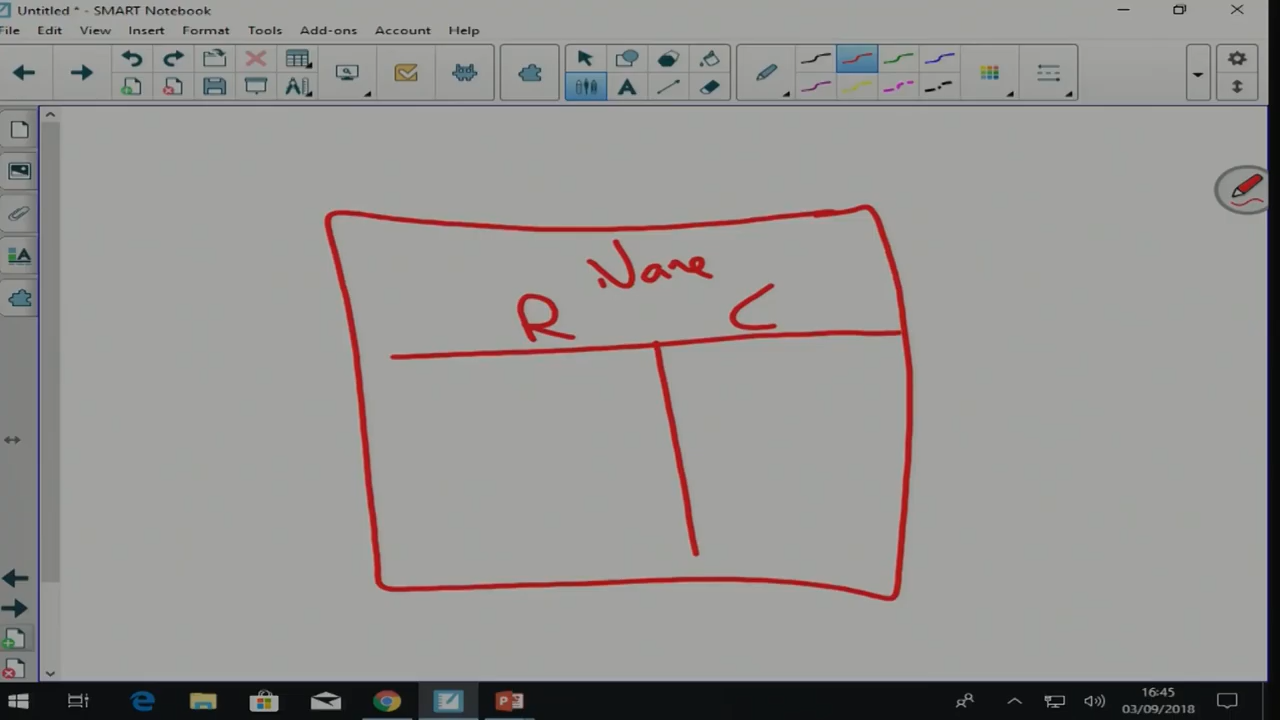 Untitled * - SMART Notebook
File Edit View Insert Format Tools Add-ons Account Help
Name
R C
16:45
03/09/2018